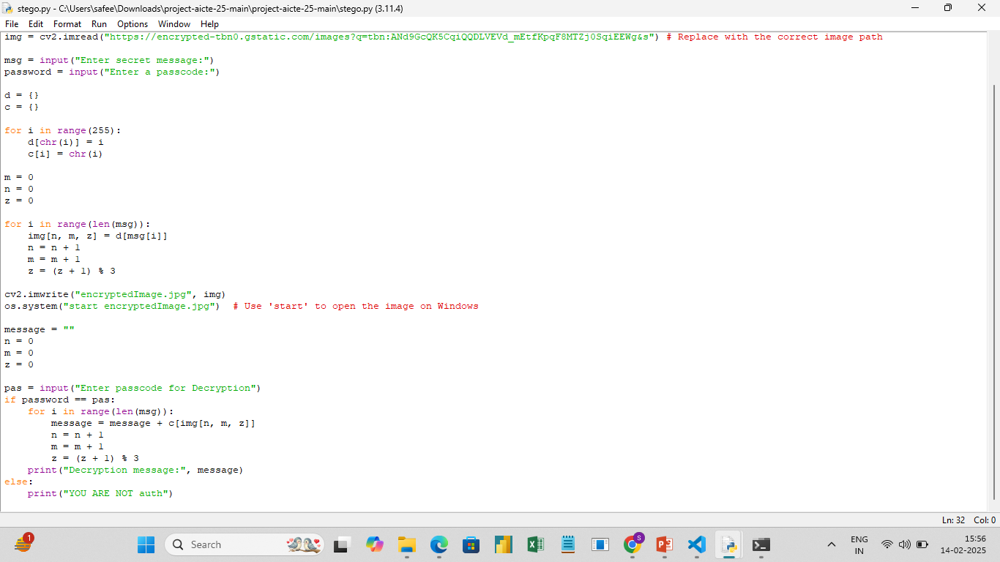 stego.py - C:\Users\safee\Downloads\project-aicte-25-main\project-aicte-25-main\stego.py (3.11.4)
File Edit Format Run Options Window Help
img = cv2.imread("https://encrypted-tbn0.gstatic.com/images?q=tbn:ANd9GcQK5CqiQQDLVEVd_mEtfKpqF8MTZj0SqiEEWg&s") # Replace with the correct image path
msg = input("Enter secret message:")
password = input("Enter a passcode:")
d = {}
c = {}
for i in range(255):
    d[chr(i)] = i
    c[i] = chr(i)
m = 0
n = 0
z = 0
for i in range(len(msg)):
    img[n, m, z] = d[msg[i]]
    n = n + 1
    m = m + 1
    z = (z + 1) % 3
cv2.imwrite("encryptedImage.jpg", img)
os.system("start encryptedImage.jpg")  # Use 'start' to open the image on Windows
message = ""
n = 0
m = 0
z = 0
pas = input("Enter passcode for Decryption")
if password == pas:
    for i in range(len(msg)):
        message = message + c[img[n, m, z]]
        n = n + 1
        m = m + 1
        z = (z + 1) % 3
    print("Decryption message:", message)
else:
    print("YOU ARE NOT auth")
Ln: 32 Col: 0
1
Search
S
ENG
IN
15:56
14-02-2025